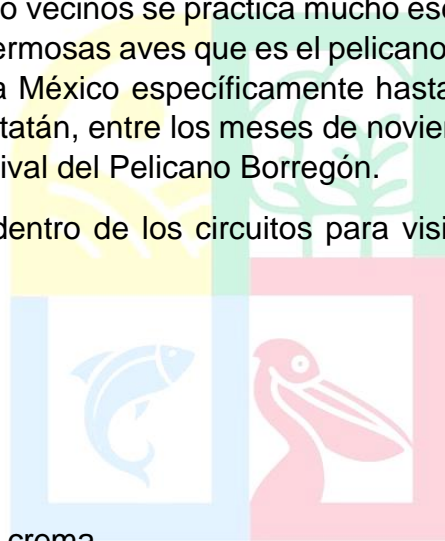 o vecinos se practica mucho es
ermosas aves que es el pelicano
a México específicamente hasta
tatán, entre los meses de novier
ival del Pelicano Borregón.
dentro de los circuitos para visi
crema